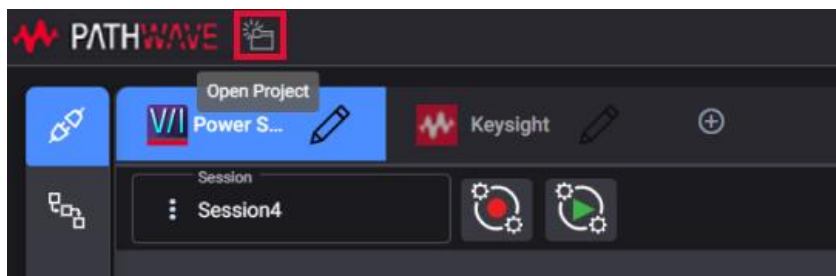 PATHWAVE
Open Project
V/I Power S... Keysight
Session
Session4